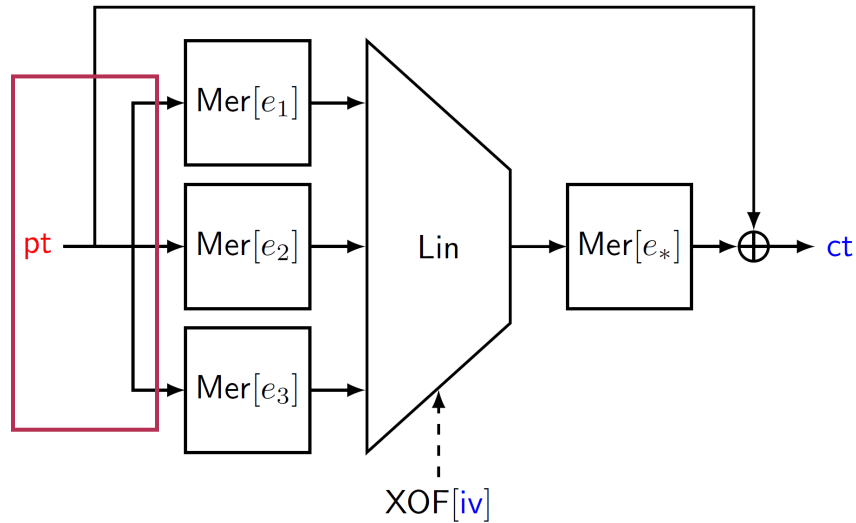 Mer[e₁]
pt
Mer[e₂]
Lin
Mer[e∗]
ct
Mer[e₃]
XOF[iv]